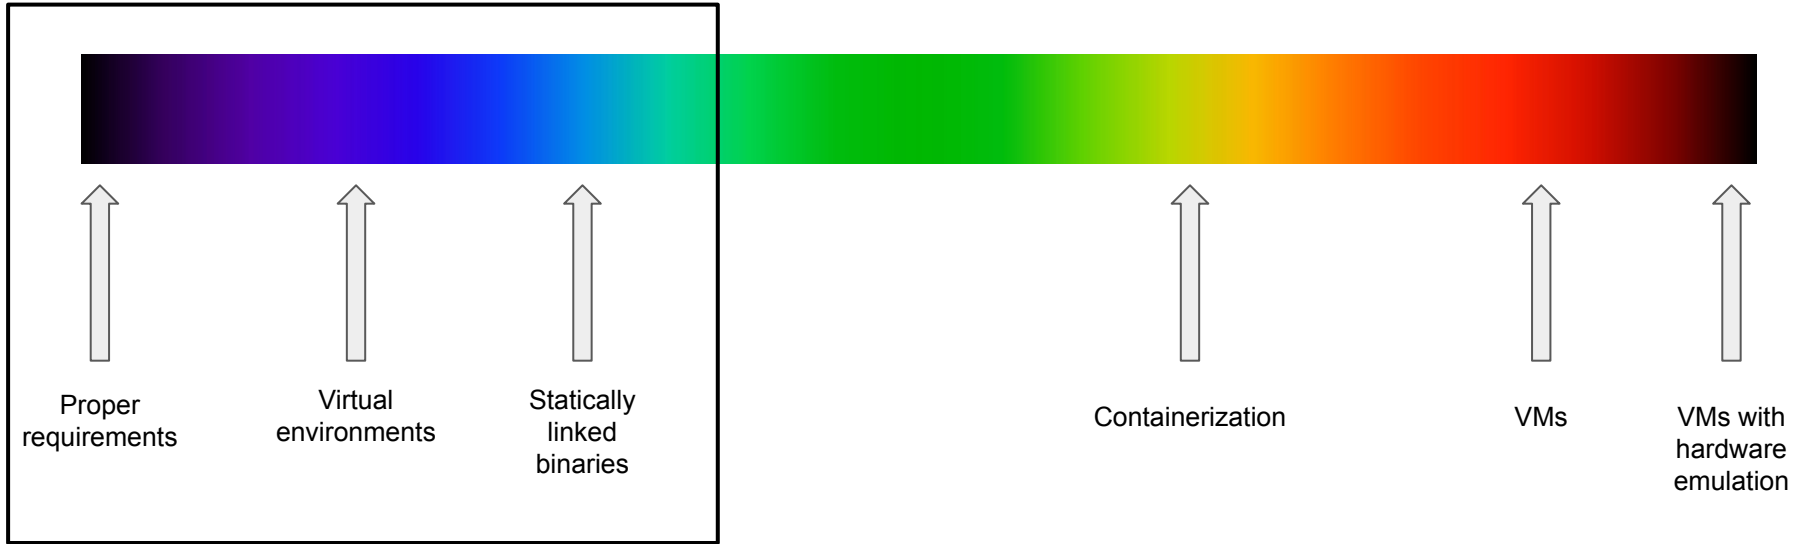 Proper
requirements
Virtual
environments
Statically
linked
binaries
Containerization
VMs
VMs with
hardware
emulation